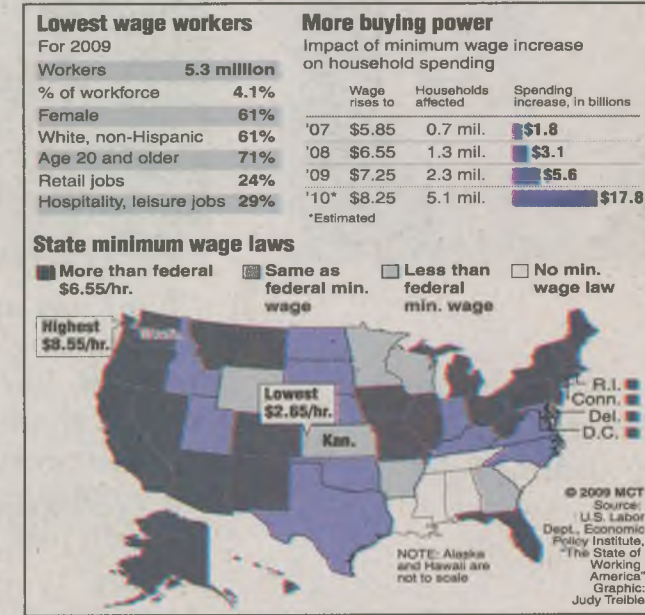 Lowest wage workers
For 2009
Workers 5.3 million
% of workforce 4.1%
Female 61%
White, non-Hispanic 61%
Age 20 and older 71%
Retail jobs 24%
Hospitality, leisure jobs 29%
More buying power
Impact of minimum wage increase
on household spending
Wage rises to Households affected Spending increase, in billions
'07 $5.85 0.7 mil. $1.8
'08 $6.55 1.3 mil. $3.1
'09 $7.25 2.3 mil. $5.6
'10* $8.25 5.1 mil. $17.8
*Estimated
State minimum wage laws
More than federal
$6.55/hr.
Same as
federal min.
wage
Less than
federal
min. wage
No min.
wage law
Highest
$8.55/hr.
Wash.
Lowest
$2.65/hr.
Kan.
R.I.
Conn.
Del.
D.C.
NOTE: Alaska
and Hawaii are
not to scale
© 2009 MCT
Source:
U.S. Labor
Dept., Economic
Policy Institute,
"The State of
Working
America"
Graphic:
Judy Treible